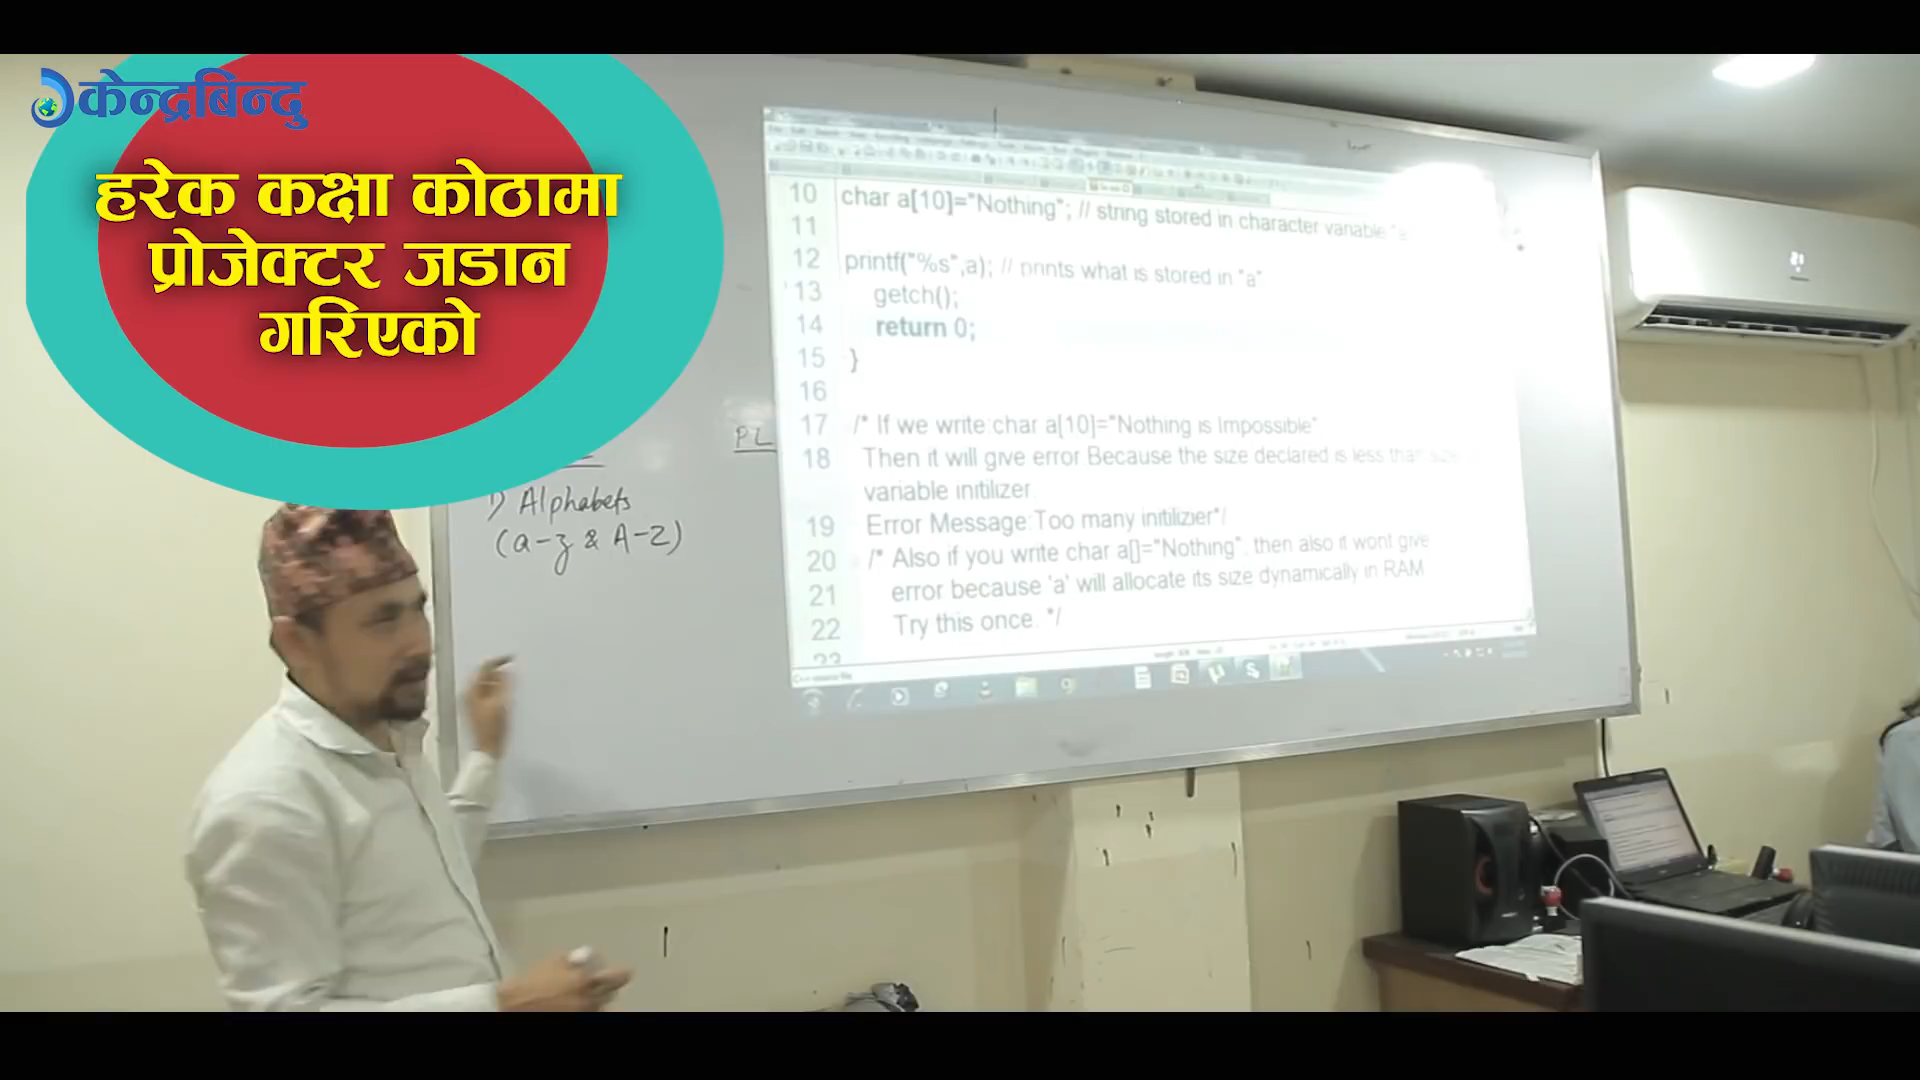 केन्द्रबिन्दु
हरेक कक्षा कोठामा
प्रोजेक्टर जडान
गरिएको
PL
1) Alphabets
(a-z & A-Z)
10 char a[10]="Nothing"; // string stored in character variable "a
11
12 printf("%s",a); // prints what is stored in "a"
13 getch();
14 return 0;
15 }
16
17 /* If we write char a[10]="Nothing is Impossible"
18 Then it will give error Because the size declared is less than size
variable initilizer
19 Error Message:Too many initilizier*/
20 /* Also if you write char a[]="Nothing", then also it wont give
21 error because 'a' will allocate its size dynamically in RAM
22 Try this once. */
23